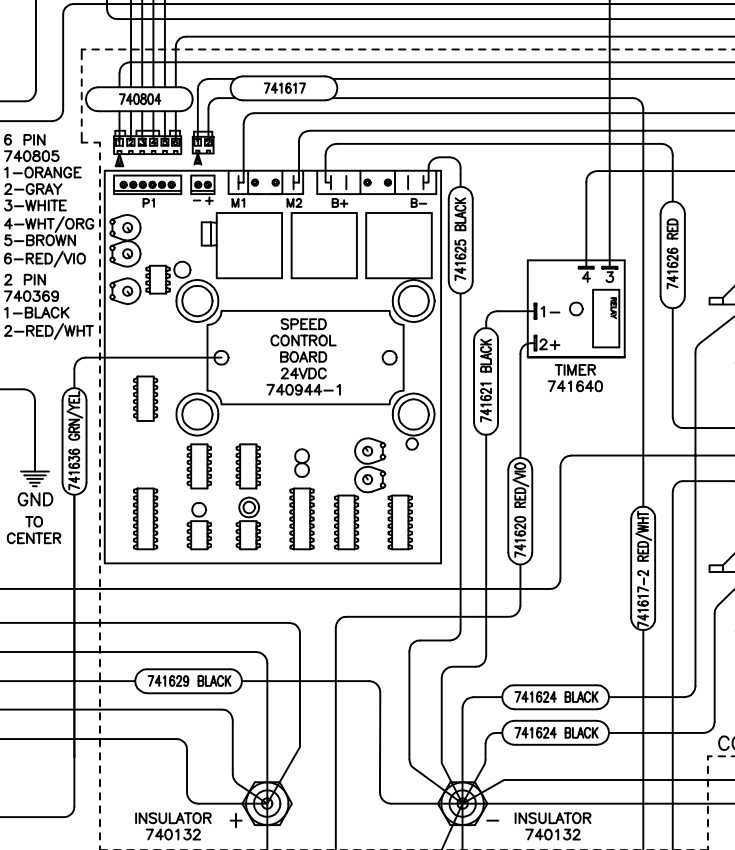 740804
741617
6 PIN
740805
1-ORANGE
2-GRAY
3-WHITE
4-WHT/ORG
5-BROWN
6-RED/VIO
2 PIN
740369
1-BLACK
2-RED/WHT
P1
- +
M1
M2
B+
B-
741625 BLACK
741626 RED
4 3
1-
2+
RELAY
TIMER
741640
SPEED
CONTROL
BOARD
24VDC
740944-1
741621 BLACK
741636 GRN/YEL
741620 RED/VIO
741617-2 RED/WHT
GND
TO
CENTER
741629 BLACK
741624 BLACK
741624 BLACK
INSULATOR +
740132
- INSULATOR
740132